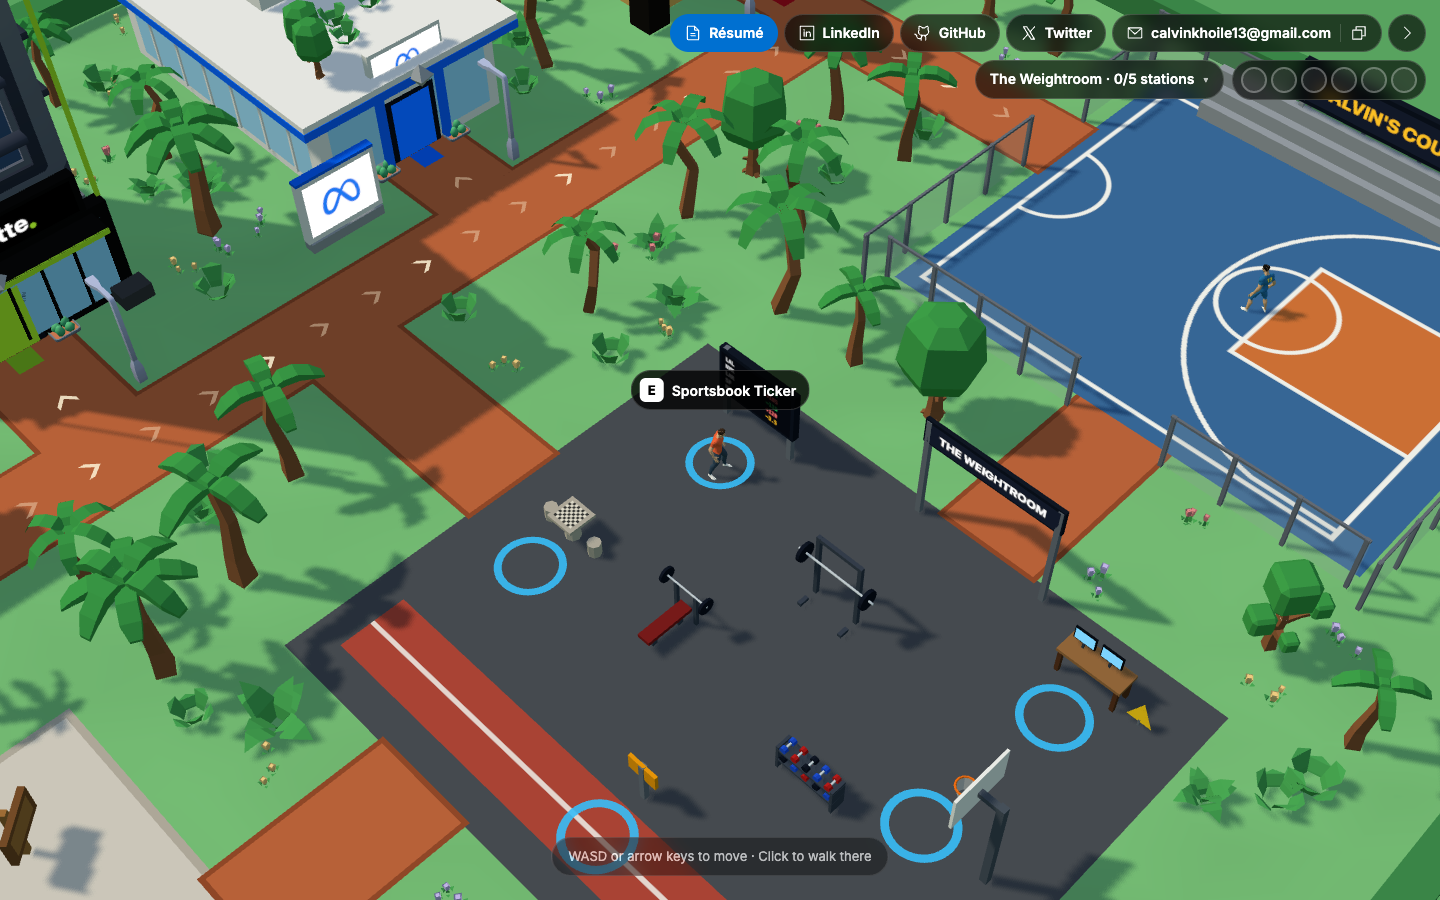 Résumé
LinkedIn
GitHub
Twitter
calvinkhoile13@gmail.com
The Weightroom · 0/5 stations
ALVIN'S COU
tte.
E Sportsbook Ticker
THE WEIGHTROOM
WASD or arrow keys to move · Click to walk there